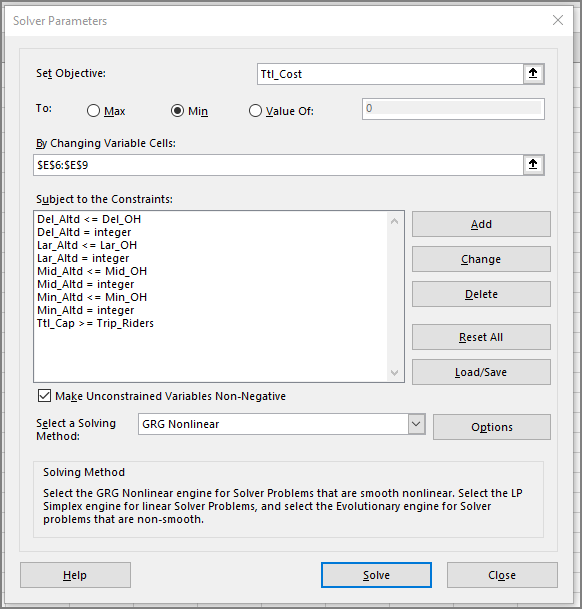 Solver Parameters
Set Objective:
Ttl_Cost
To:
Max
Min
Value Of:
0
By Changing Variable Cells:
$E$6:$E$9
Subject to the Constraints:
Del_Altd <= Del_OH
Del_Altd = integer
Lar_Altd <= Lar_OH
Lar_Altd = integer
Mid_Altd <= Mid_OH
Mid_Altd = integer
Min_Altd <= Min_OH
Min_Altd = integer
Ttl_Cap >= Trip_Riders
Add
Change
Delete
Reset All
Load/Save
Make Unconstrained Variables Non-Negative
Select a Solving
Method:
GRG Nonlinear
Options
Solving Method
Select the GRG Nonlinear engine for Solver Problems that are smooth nonlinear. Select the LP
Simplex engine for linear Solver Problems, and select the Evolutionary engine for Solver
problems that are non-smooth.
Help
Solve
Close